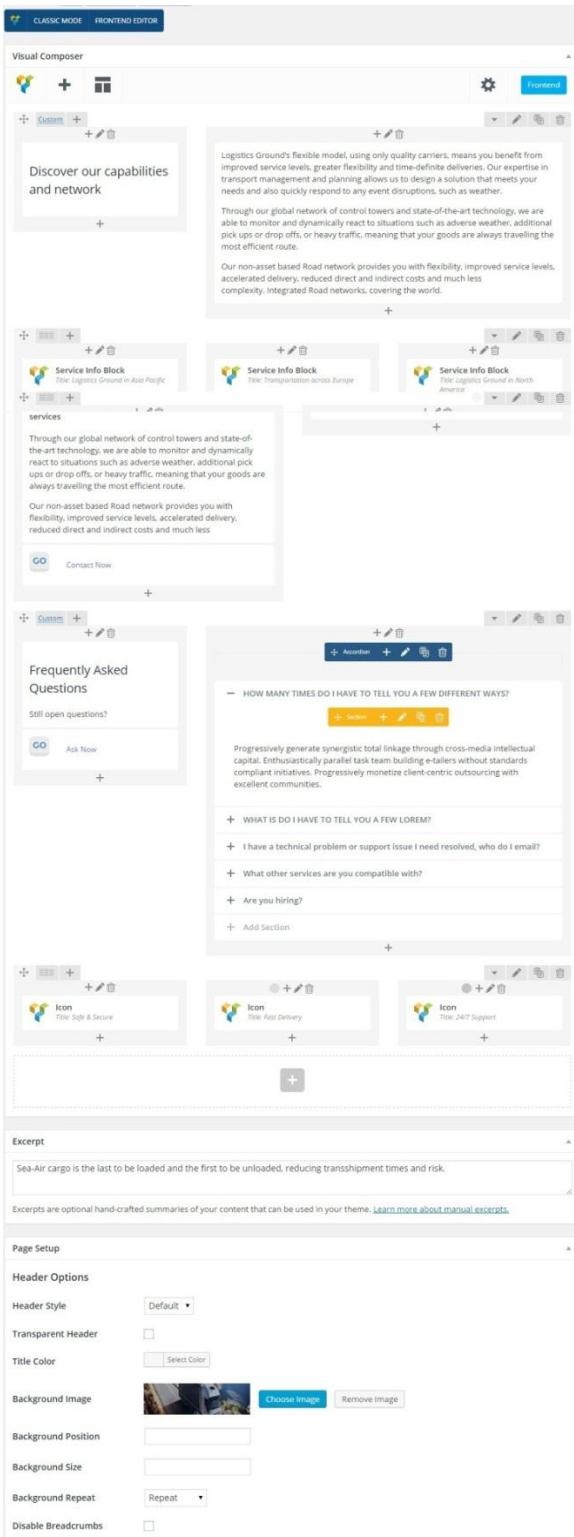 CLASSIC MODE FRONTEND EDITOR
Visual Composer
Frontend
Custom
Discover our capabilities
and network
Logistics Ground's flexible model, using only quality carriers, means you benefit from
improved service levels, greater flexibility and time-definite deliveries. Our expertise in
transport management and planning allows us to design a solution that meets your
needs and also quickly respond to any event disruptions, such as weather.
Through our global network of control towers and state-of-the-art technology, we are
able to monitor and dynamically react to situations such as adverse weather, additional
pick ups or drop offs, or heavy traffic, meaning that your goods are always travelling the
most efficient route.
Our non-asset based Road network provides you with flexibility, improved service levels,
accelerated delivery, reduced direct and indirect costs and much less
complexity. Integrated Road networks, covering the world.
Service Info Block
Title: Logistics Ground in Asia Pacific
Service Info Block
Title: Transportation across Europe
Service Info Block
Title: Logistics Ground in North
America
services
Through our global network of control towers and state-of-
the-art technology, we are able to monitor and dynamically
react to situations such as adverse weather, additional pick
ups or drop offs, or heavy traffic, meaning that your goods are
always travelling the most efficient route.
Our non-asset based Road network provides you with
flexibility, improved service levels, accelerated delivery,
reduced direct and indirect costs and much less
GO Contact Now
Custom
Frequently Asked
Questions
Still open questions?
GO Ask Now
Accordion
HOW MANY TIMES DO I HAVE TO TELL YOU A FEW DIFFERENT WAYS?
Section
Progressively generate synergistic total linkage through cross-media intellectual
capital. Enthusiastically parallel task team building e-tailers without standards
compliant initiatives. Progressively monetize client-centric outsourcing with
excellent communities.
WHAT IS DO I HAVE TO TELL YOU A FEW LOREM?
I have a technical problem or support issue I need resolved, who do I email?
What other services are you compatible with?
Are you hiring?
Add Section
Icon
Title: Safe & Secure
Icon
Title: Fast Delivery
Icon
Title: 24/7 Support
Excerpt
Sea-Air cargo is the last to be loaded and the first to be unloaded, reducing transshipment times and risk.
Excerpts are optional hand-crafted summaries of your content that can be used in your theme. Learn more about manual excerpts.
Page Setup
Header Options
Header Style Default
Transparent Header
Title Color Select Color
Background Image Choose Image Remove Image
Background Position
Background Size
Background Repeat Repeat
Disable Breadcrumbs